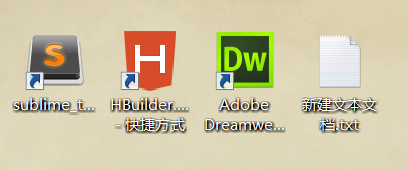 S
H
Dw
sublime_t...
HBuilder....
- 快捷方式
Adobe
Dreamwe...
新建文本文
档.txt